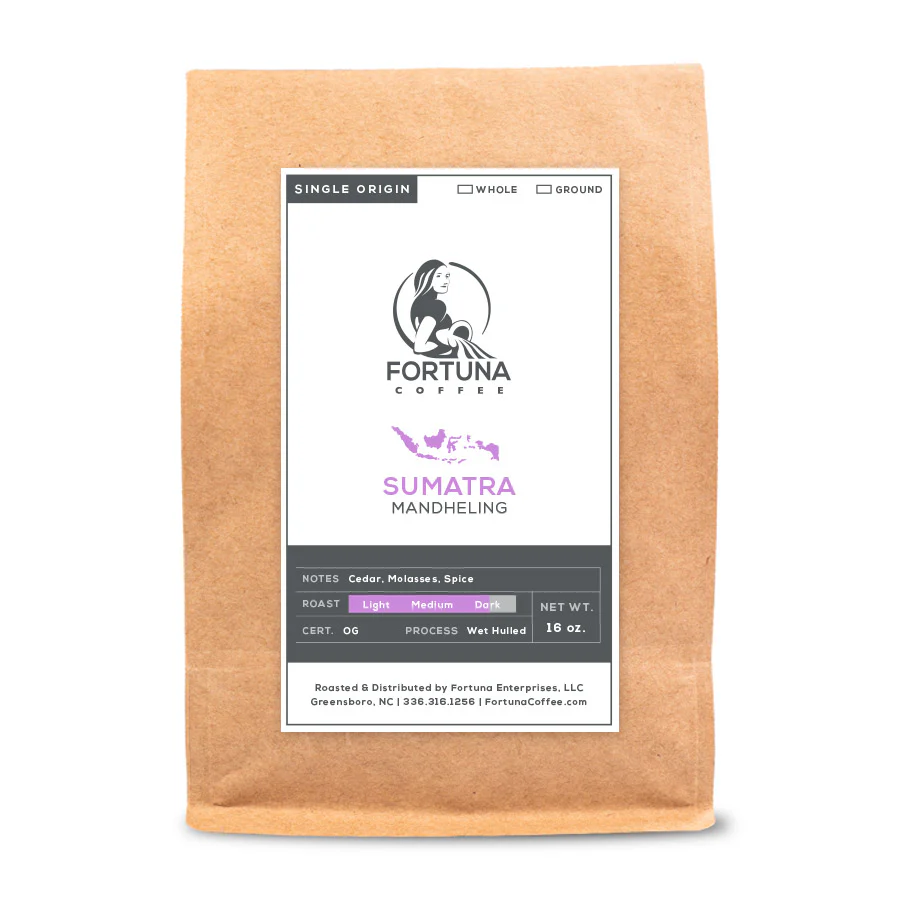 SINGLE ORIGIN
WHOLE GROUND
FORTUNA
COFFEE
SUMATRA
MANDHELING
NOTES Cedar, Molasses, Spice
ROAST Light Medium Dark
NET WT.
16 oz.
CERT. OG PROCESS Wet Hulled
Roasted & Distributed by Fortuna Enterprises, LLC
Greensboro, NC | 336.316.1256 | FortunaCoffee.com